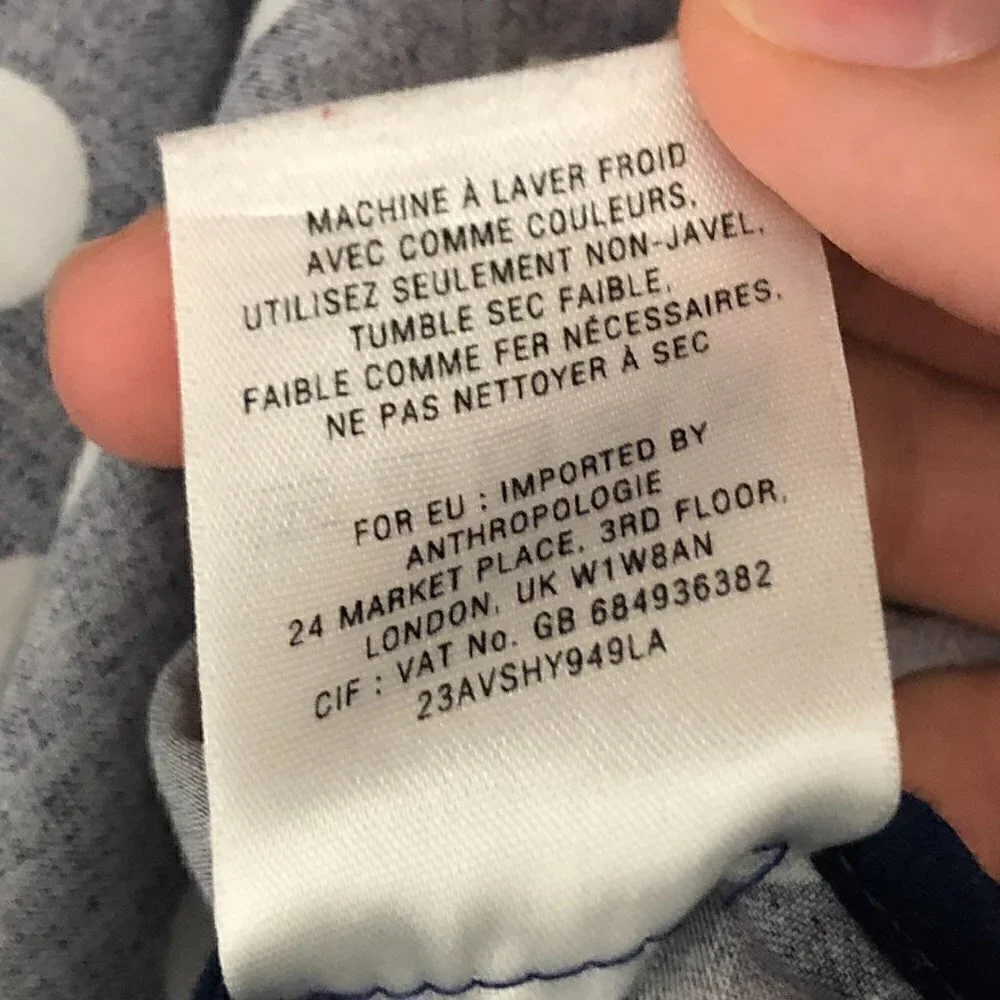 MACHINE À LAVER FROID
AVEC COMME COULEURS.
UTILISEZ SEULEMENT NON-JAVEL.
TUMBLE SEC FAIBLE.
FAIBLE COMME FER NÉCESSAIRES.
NE PAS NETTOYER À SEC
FOR EU : IMPORTED BY
ANTHROPOLOGIE
24 MARKET PLACE. 3RD FLOOR.
LONDON. UK W1W8AN
CIF : VAT No. GB 684936382
23AVSHY949LA